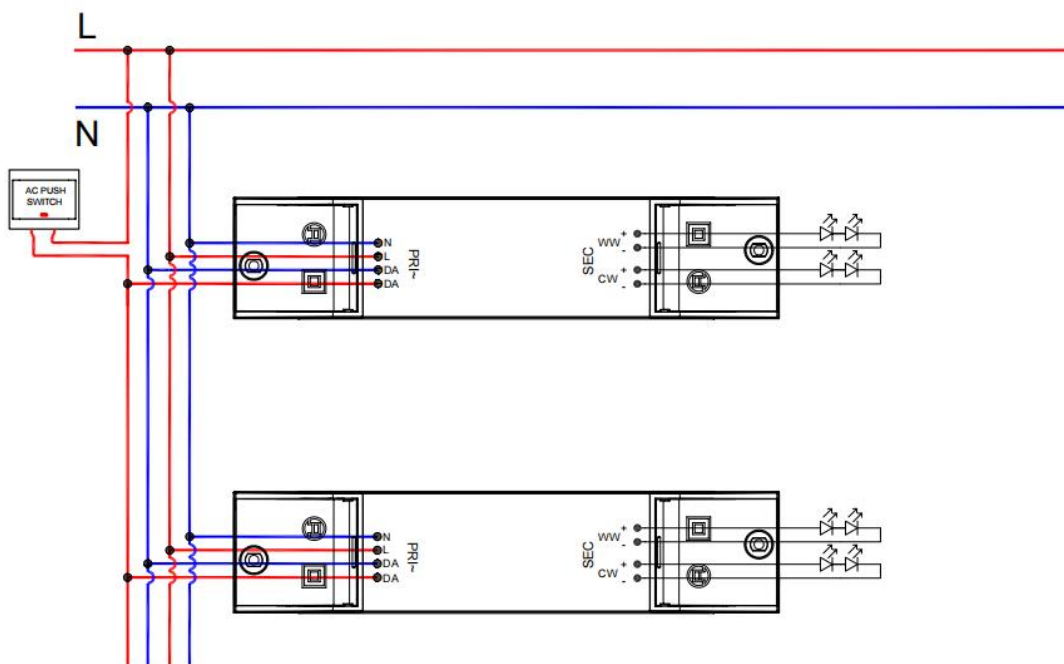 L
N
AC PUSH
SWITCH
N
L
DA
DA
PRI~
SEC
WW
+
-
CW
+
-
N
L
DA
DA
PRI~
SEC
WW
+
-
CW
+
-